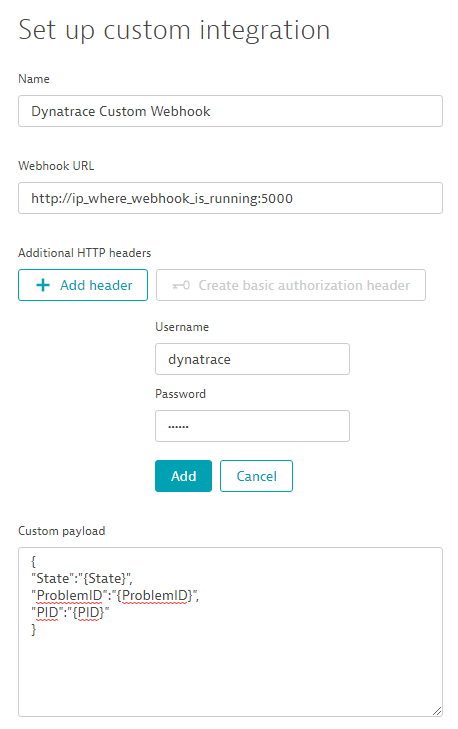 Set up custom integration
Name
Dynatrace Custom Webhook
Webhook URL
http://ip_where_webhook_is_running:5000
Additional HTTP headers
+ Add header
Create basic authorization header
Username
dynatrace
Password
••••••
Add Cancel
Custom payload
{
"State":"{State}",
"ProblemID":"{ProblemID}",
"PID":"{PID}"
}